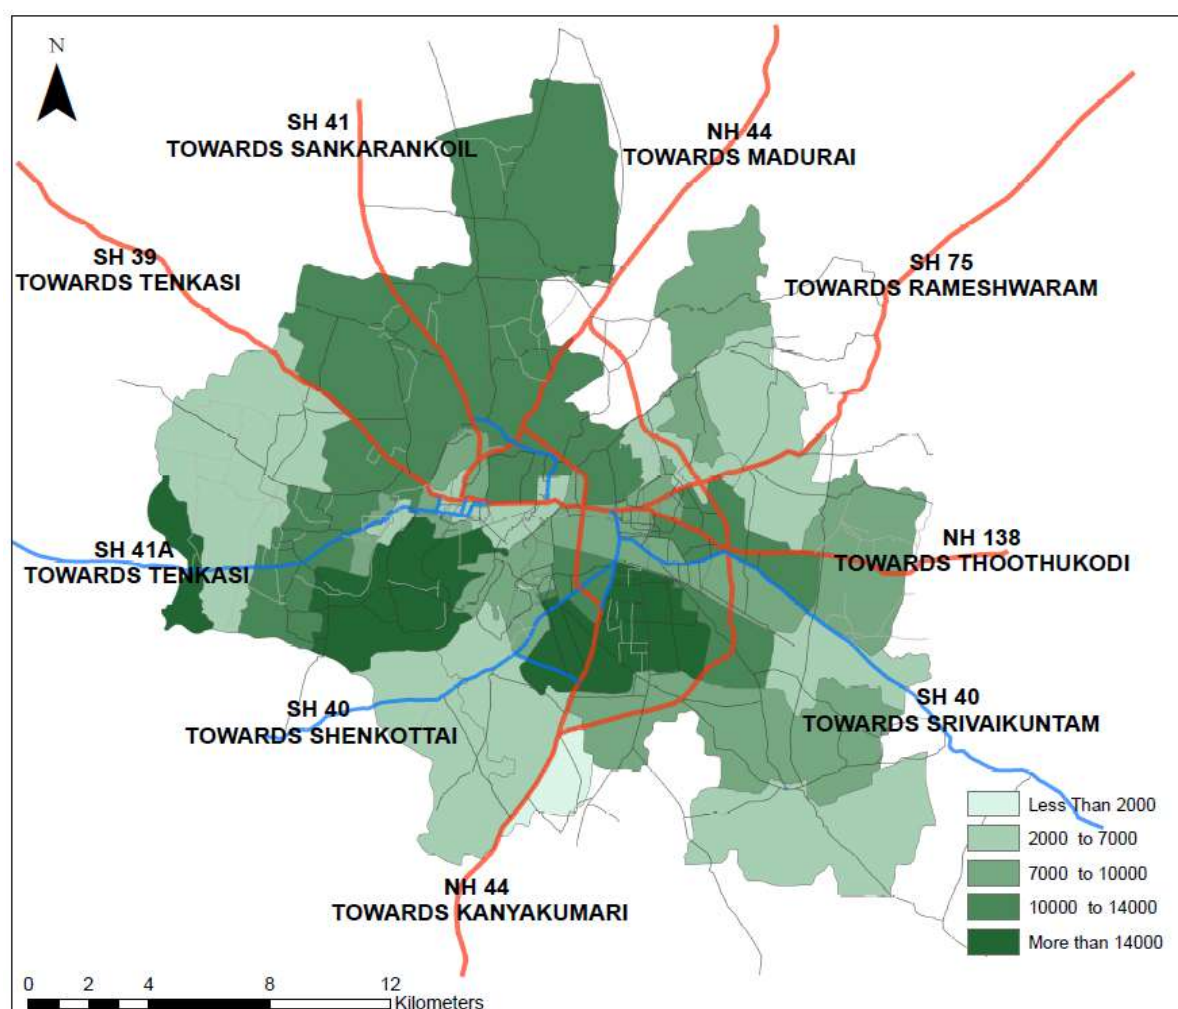 N
SH 41
TOWARDS SANKARANKOIL
NH 44
TOWARDS MADURAI
SH 39
TOWARDS TENKASI
SH 75
TOWARDS RAMESHWARAM
SH 41A
TOWARDS TENKASI
NH 138
TOWARDS THOOTHUKODI
SH 40
TOWARDS SHENKOTTAI
SH 40
TOWARDS SRIVAIKUNTAM
NH 44
TOWARDS KANYAKUMARI
Less Than 2000
2000 to 7000
7000 to 10000
10000 to 14000
More than 14000
0 2 4 8 12
Kilometers